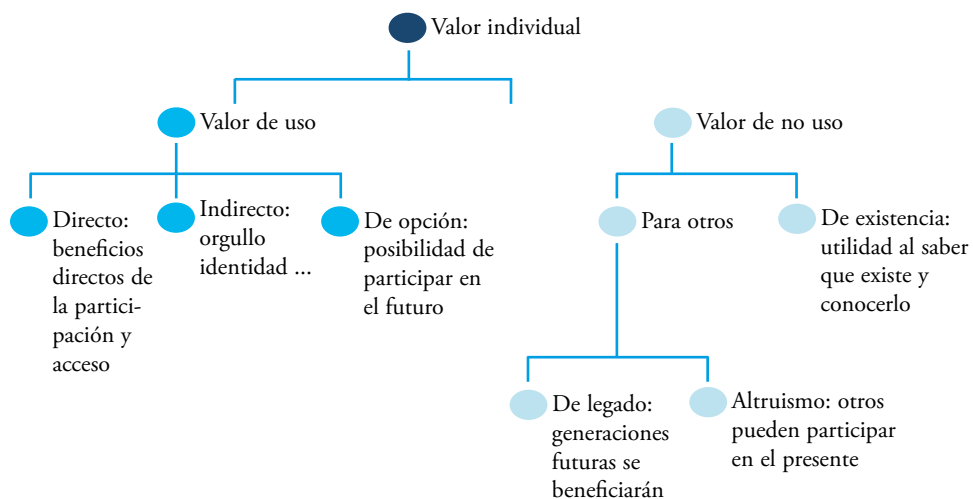 Valor individual
Valor de uso
Valor de no uso
Directo:
beneficios
directos de
la partici-
pación y
acceso
Indirecto:
orgullo
identidad ...
De opción:
posibilidad de
participar en
el futuro
Para otros
De existencia:
utilidad al saber
que existe y
conocerlo
De legado:
generaciones
futuras se
beneficiarán
Altruismo: otros
pueden participar
en el presente